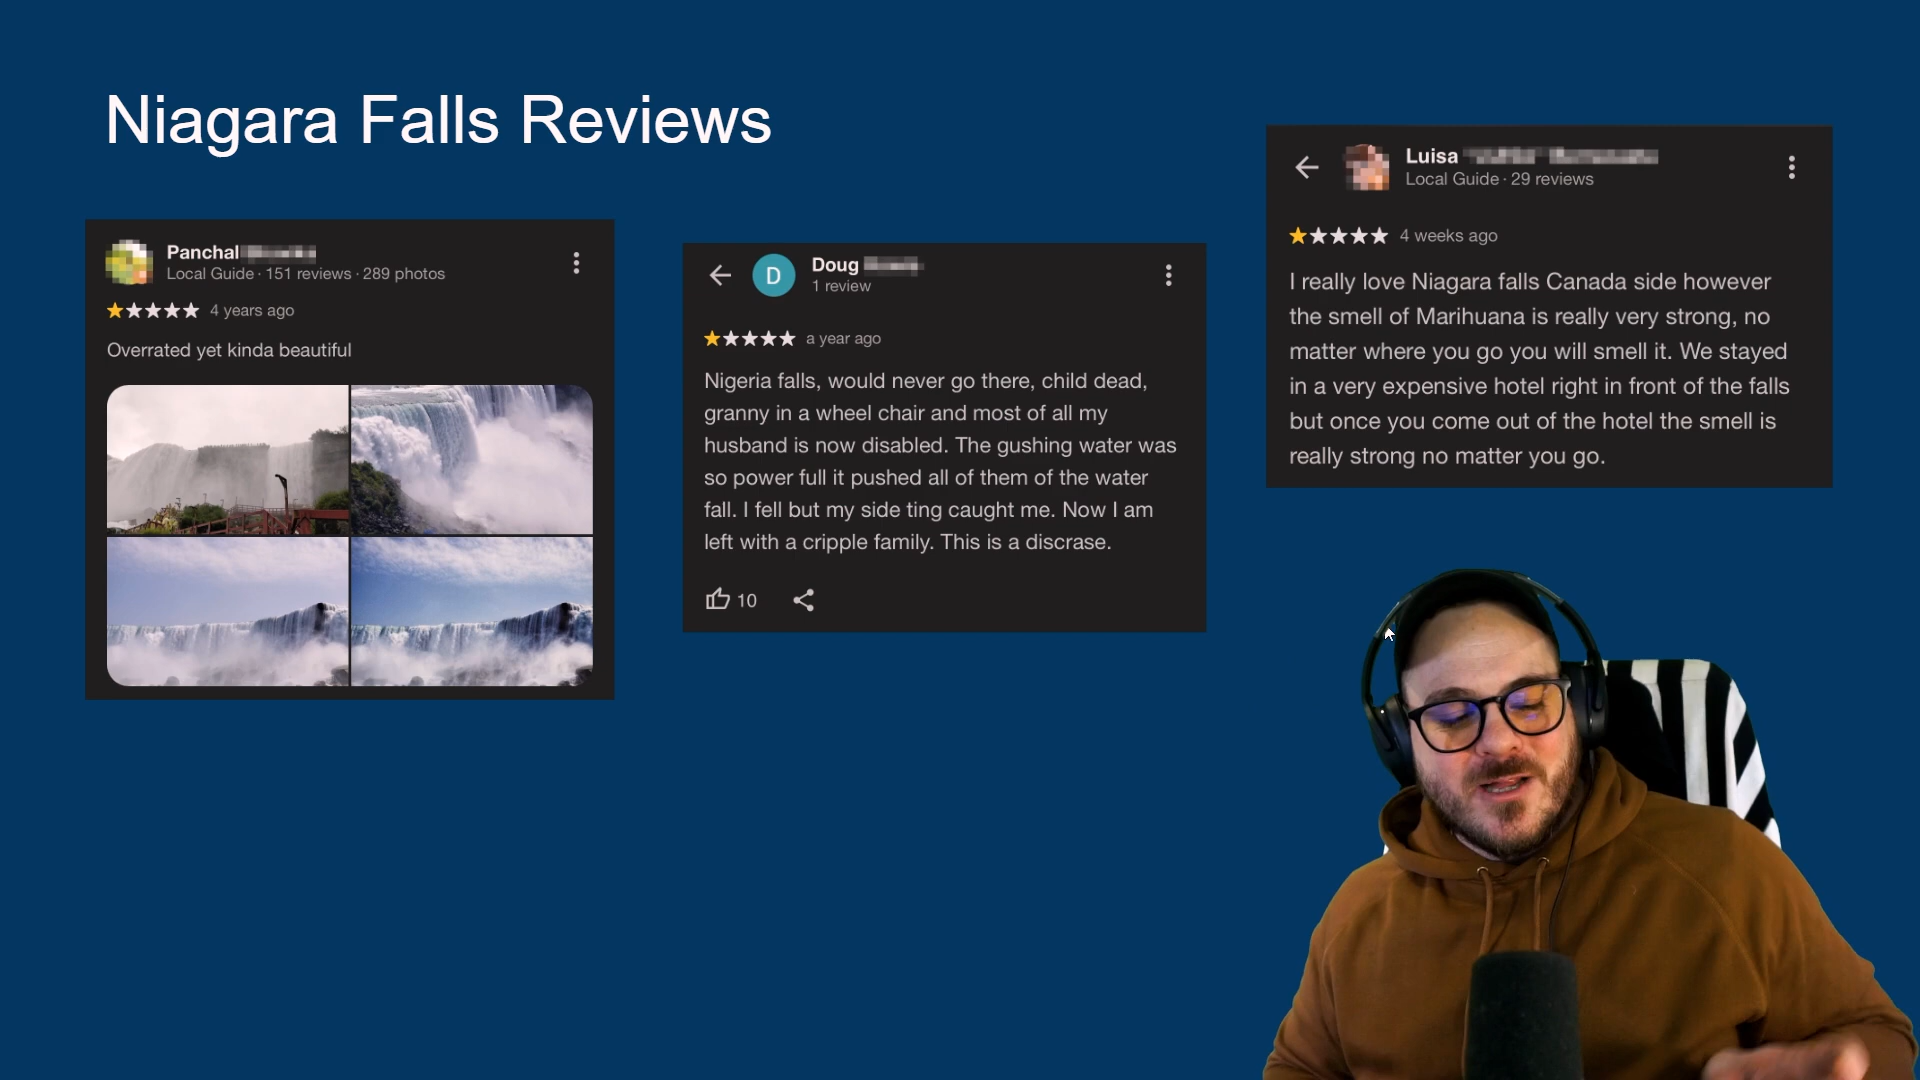 Niagara Falls Reviews
Panchal
Local Guide · 151 reviews · 289 photos
4 years ago
Overrated yet kinda beautiful
D
Doug
1 review
a year ago
Nigeria falls, would never go there, child dead,
granny in a wheel chair and most of all my
husband is now disabled. The gushing water was
so power full it pushed all of them of the water
fall. I fell but my side ting caught me. Now I am
left with a cripple family. This is a discrase.
10
Luisa
Local Guide · 29 reviews
4 weeks ago
I really love Niagara falls Canada side however
the smell of Marihuana is really very strong, no
matter where you go you will smell it. We stayed
in a very expensive hotel right in front of the falls
but once you come out of the hotel the smell is
really strong no matter you go.